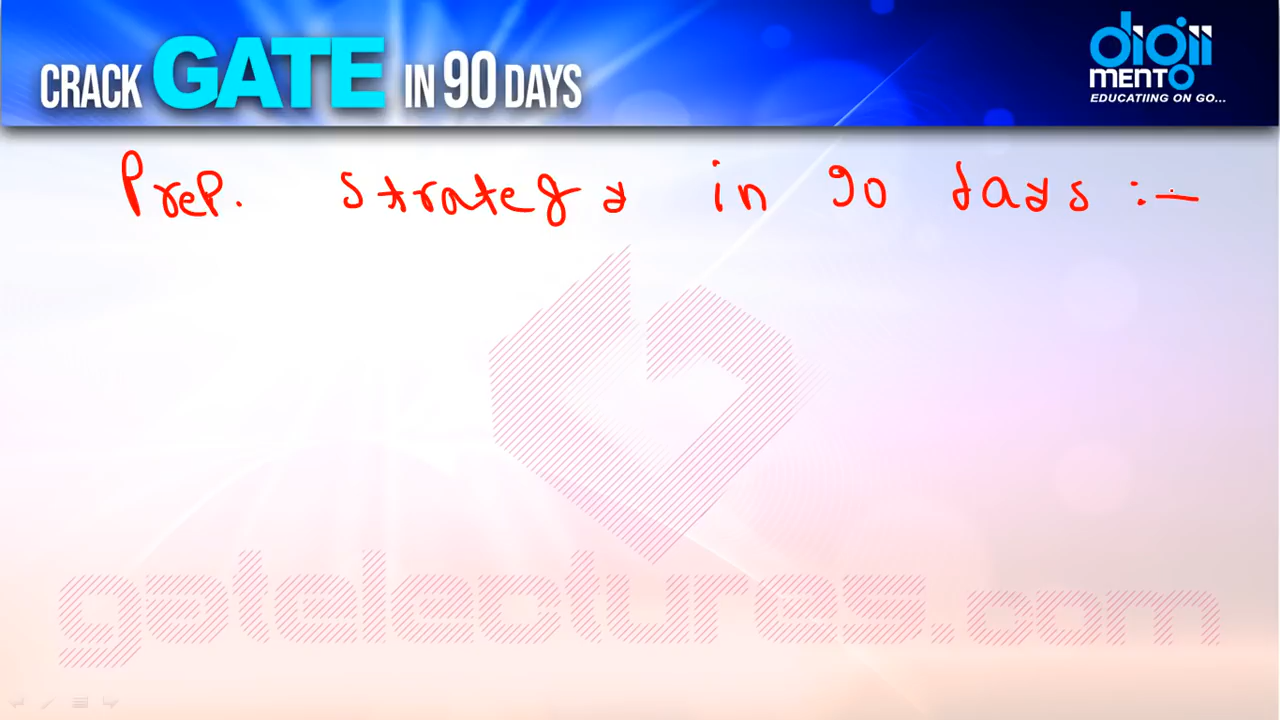 CRACK GATE IN 90 DAYS
digii
MENTO
EDUCATIING ON GO...
Prep. strategy in 90 days :-
gatelectures.com